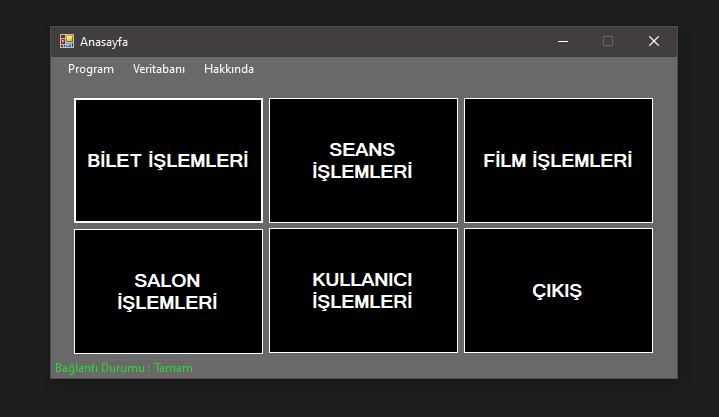 Anasayfa
Program Veritabanı Hakkında
BİLET İŞLEMLERİ
SEANS
İŞLEMLERİ
FİLM İŞLEMLERİ
SALON
İŞLEMLERİ
KULLANICI
İŞLEMLERİ
ÇIKIŞ
Bağlantı Durumu : Tamam